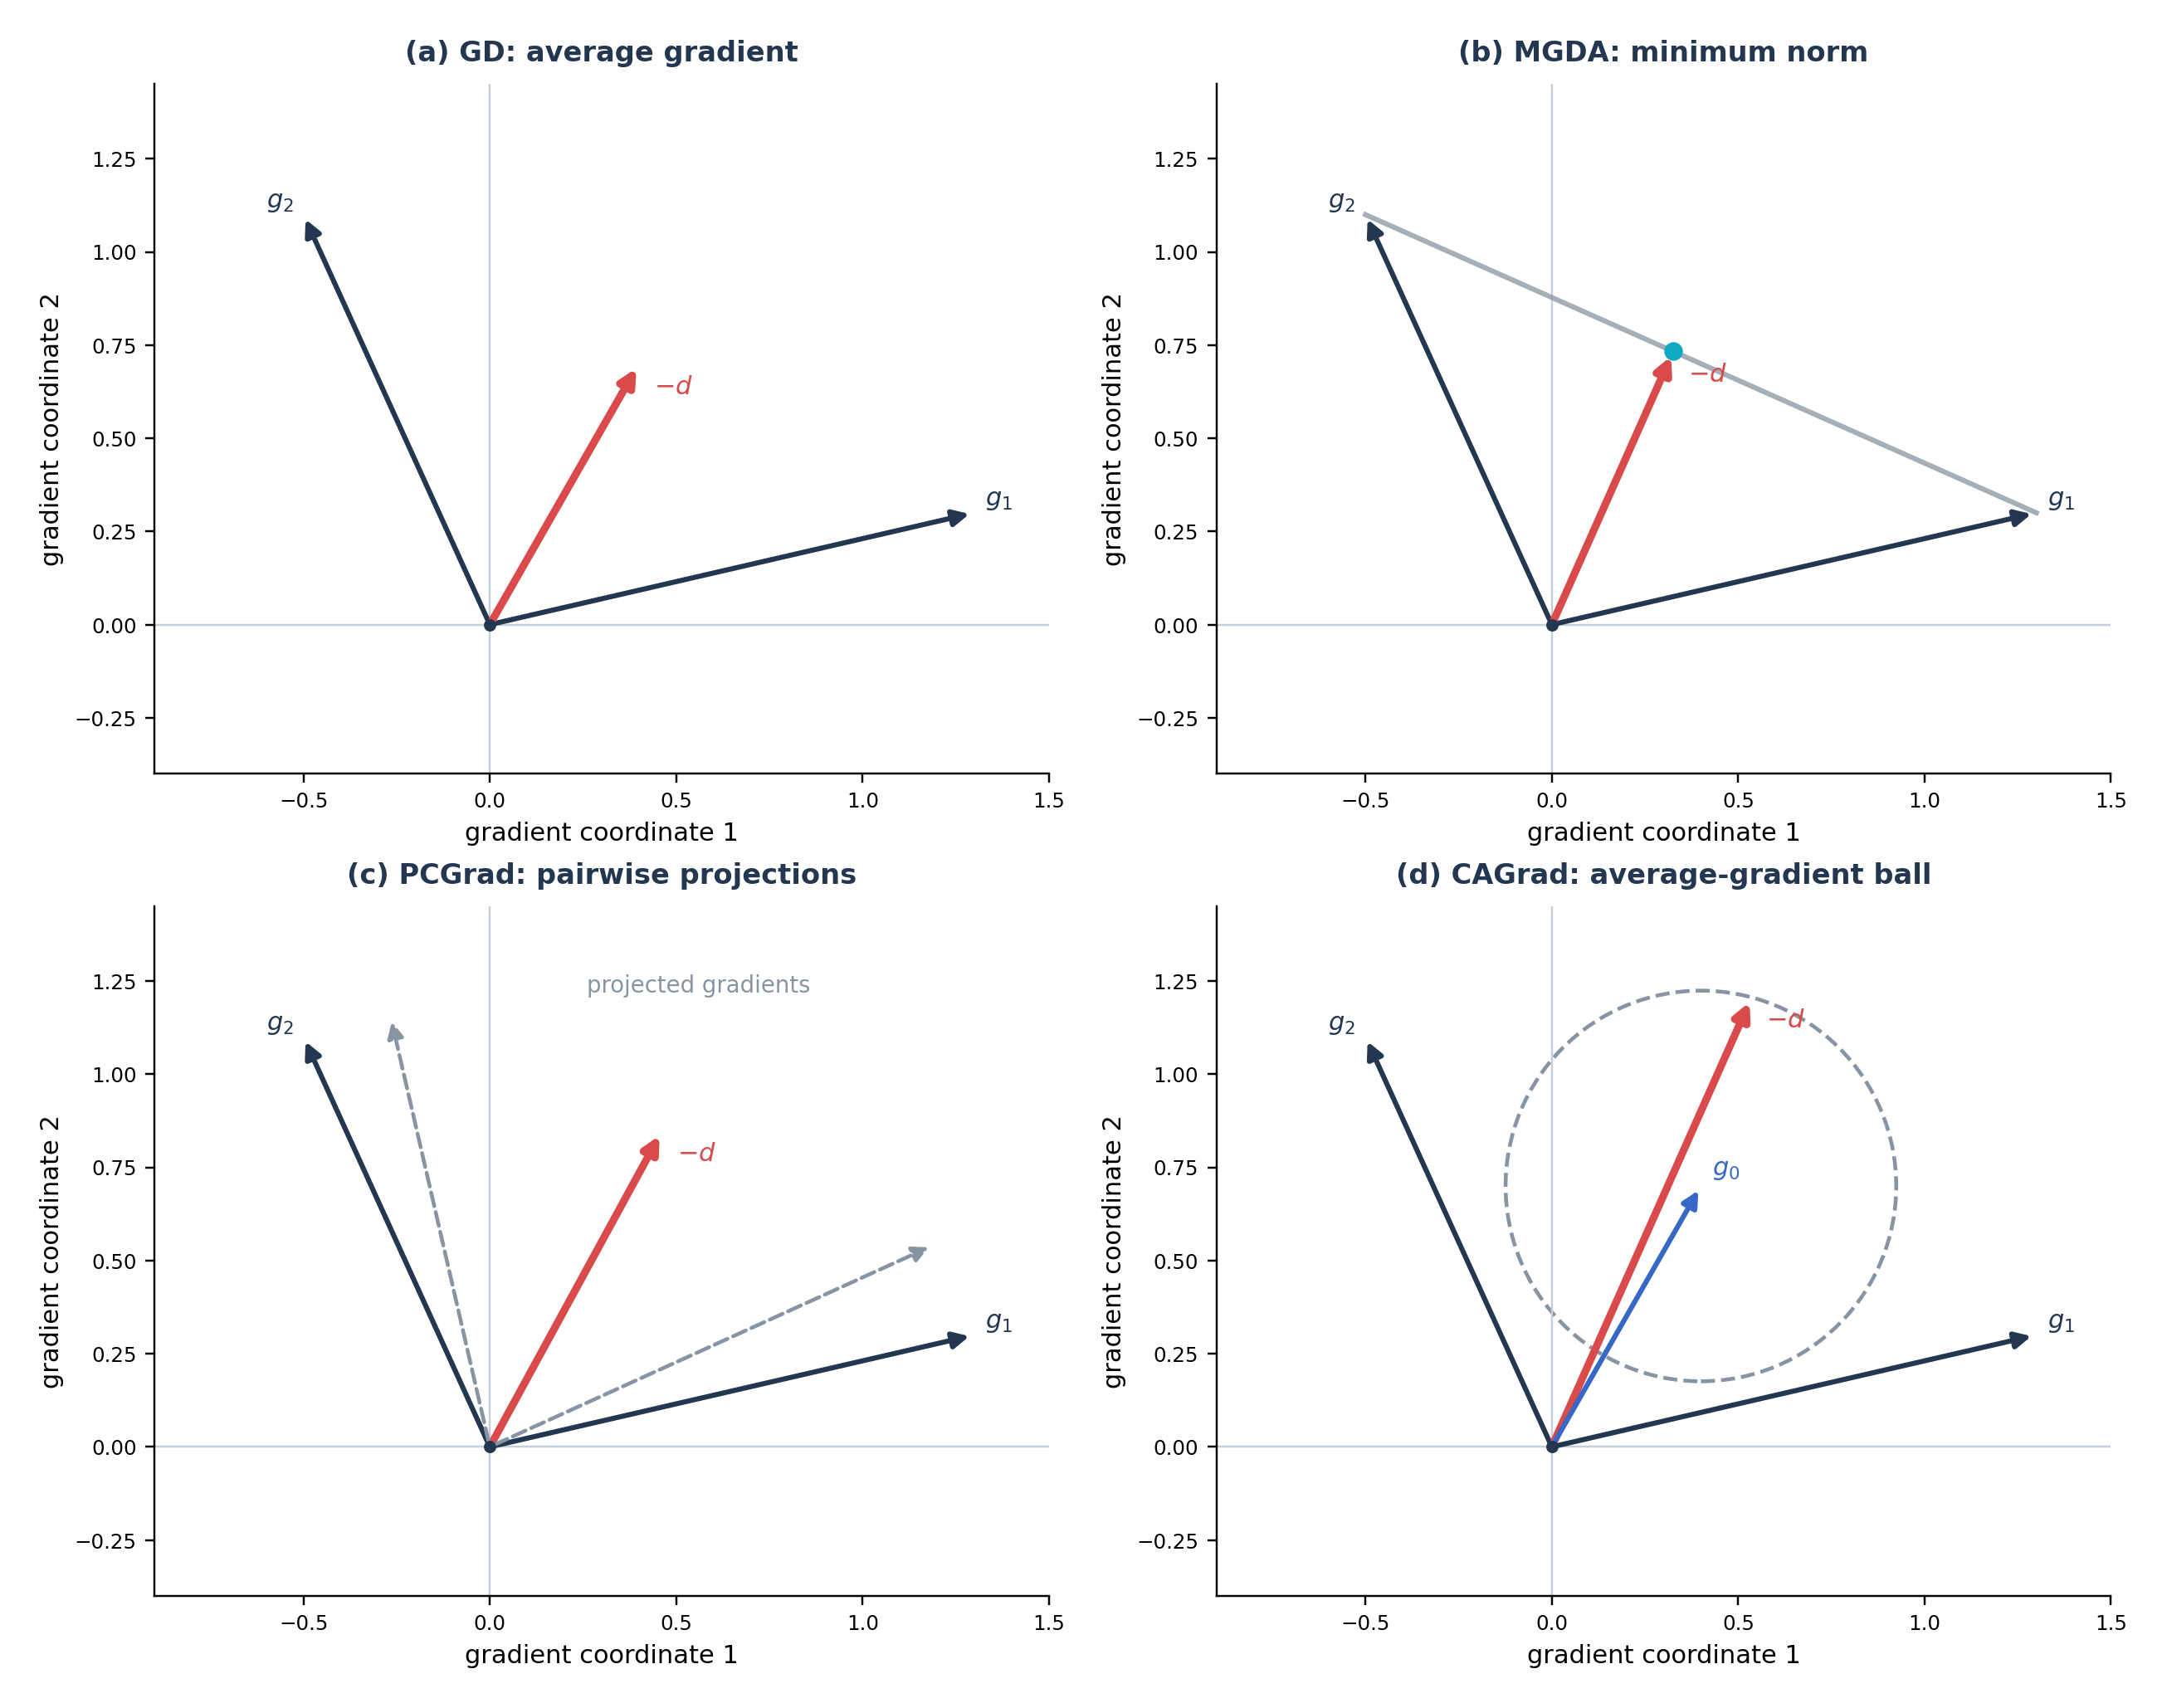 (a) GD: average gradient
1.25
1.00
0.75
0.50
0.25
0.00
−0.25
−0.5
0.0
0.5
1.0
1.5
gradient coordinate 1
gradient coordinate 2
g2
g1
−d
(b) MGDA: minimum norm
1.25
1.00
0.75
0.50
0.25
0.00
−0.25
−0.5
0.0
0.5
1.0
1.5
gradient coordinate 1
gradient coordinate 2
g2
g1
−d
(c) PCGrad: pairwise projections
1.25
1.00
0.75
0.50
0.25
0.00
−0.25
−0.5
0.0
0.5
1.0
1.5
gradient coordinate 1
gradient coordinate 2
projected gradients
g2
g1
−d
(d) CAGrad: average-gradient ball
1.25
1.00
0.75
0.50
0.25
0.00
−0.25
−0.5
0.0
0.5
1.0
1.5
gradient coordinate 1
gradient coordinate 2
g2
−d
g0
g1